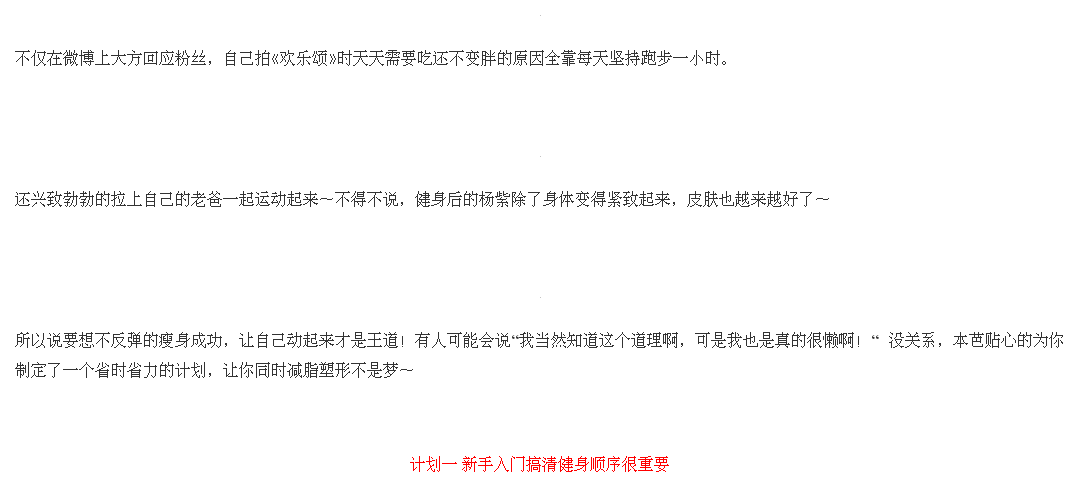 不仅在微博上大方回应粉丝，自己拍《欢乐颂》时天天需要吃还不变胖的原因全靠每天坚持跑步一小时。
还兴致勃勃的拉上自己的老爸一起运动起来～不得不说，健身后的杨紫除了身体变得紧致起来，皮肤也越来越好了～
所以说要想不反弹的瘦身成功，让自己动起来才是王道！有人可能会说“我当然知道这个道理啊，可是我也是真的很懒啊！“ 没关系，本芭贴心的为你
制定了一个省时省力的计划，让你同时减脂塑形不是梦～
计划一 新手入门搞清健身顺序很重要